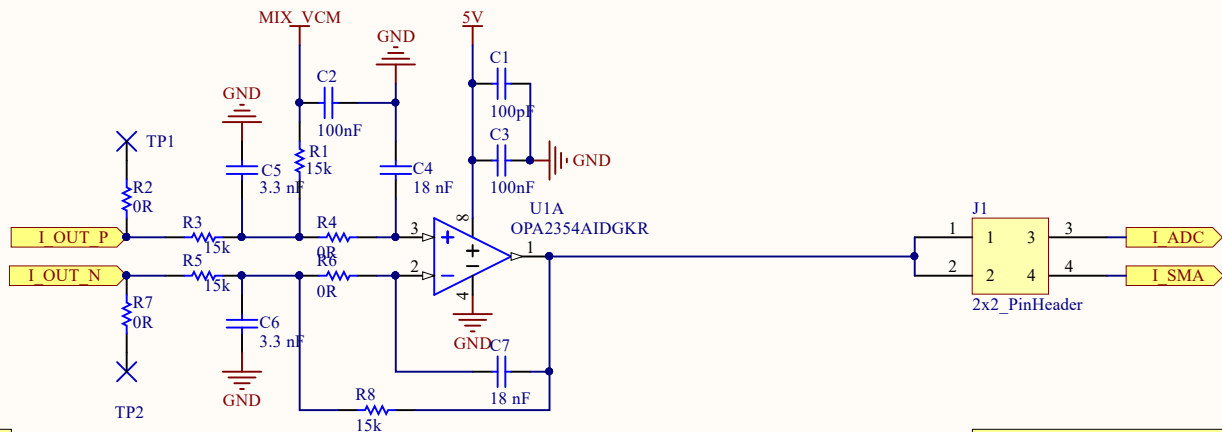 MIX_VCM
5V
GND
C1
100pF
C2
100nF
GND
TP1
C3
100nF
GND
R1
15k
C5
3.3 nF
C4
18 nF
R2
0R
U1A
OPA2354AIDGKR
8
J1
I_OUT_P
R3
15k
R4
0R
3
1
1
3
3
I_ADC
1
I_OUT_N
R5
15k
R6
0R
2
2
2
4
4
I_SMA
4
R7
0R
C6
3.3 nF
2x2_PinHeader
GND
C7
18 nF
GND
R8
15k
TP2